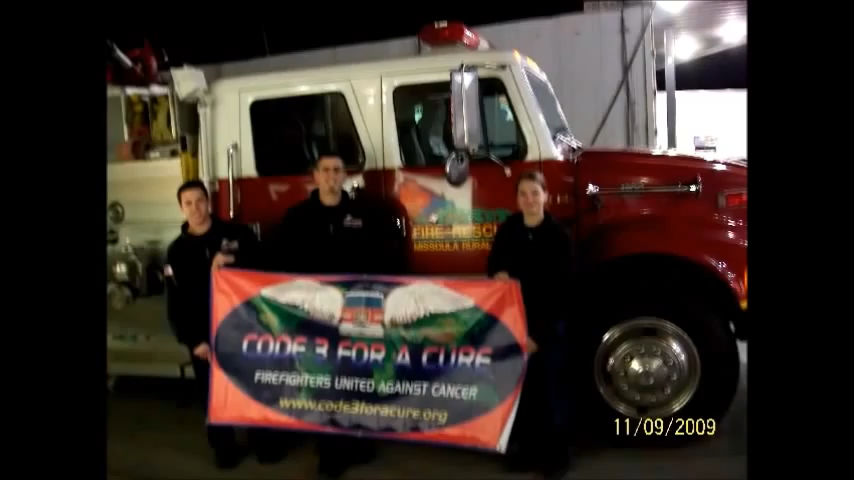 FIRE-RESCUE
MISSOULA RURAL
CODE 3 FOR A CURE
FIREFIGHTERS UNITED AGAINST CANCER
www.code3foracure.org
11/09/2009